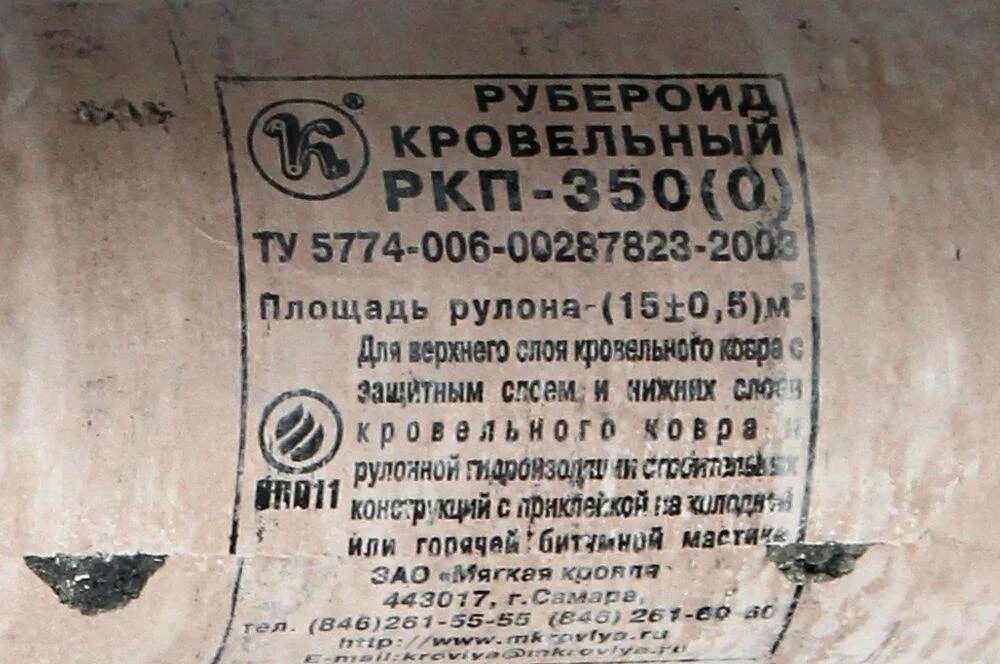 К®
РУБЕРОИД
КРОВЕЛЬНЫЙ
РКП-350(О)
ТУ 5774-006-00287823-2003
Площадь рулона-(15±0,5)м²
Для верхнего слоя кровельного ковра с
защитным слоем и нижних слоев
кровельного ковра и
рулонной гидроизоляции строительных
конструкций с приклейкой на холодной
или горячей битумной мастике
ЗАО «Мягкая кровля
443017, г.Самара,
тел. (846)261-55-55 (846) 261-60-60
http://www.mkrovlya.ru
E-mail:krovlya@mkrovlya.ru